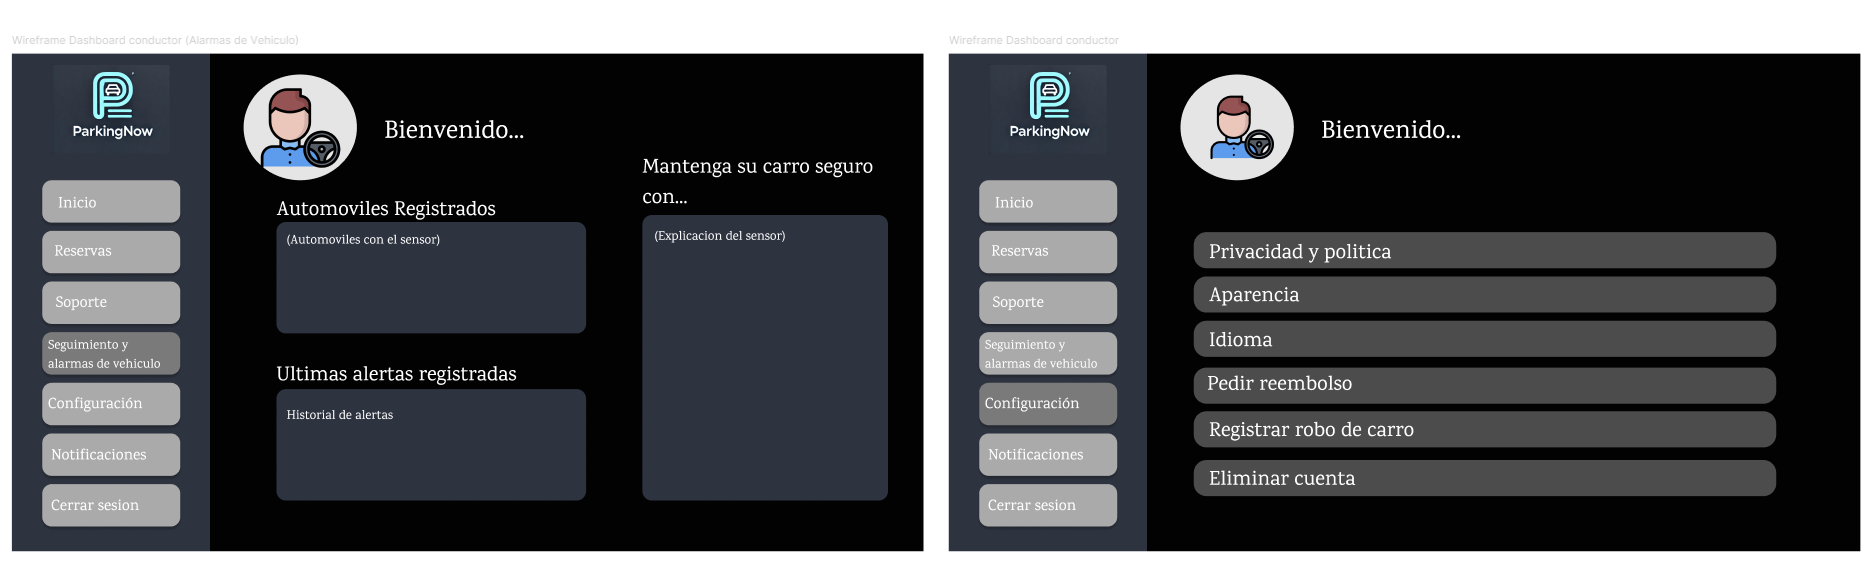 Wireframe Dashboard conductor (Alarmas de Vehiculo)
ParkingNow
Bienvenido...
Inicio
Reservas
Soporte
Seguimiento y
alarmas de vehiculo
Configuración
Notificaciones
Cerrar sesion
Automoviles Registrados
(Automoviles con el sensor)
Ultimas alertas registradas
Historial de alertas
Mantenga su carro seguro
con...
(Explicacion del sensor)
Wireframe Dashboard conductor
ParkingNow
Bienvenido...
Inicio
Reservas
Soporte
Seguimiento y
alarmas de vehiculo
Configuración
Notificaciones
Cerrar sesion
Privacidad y politica
Aparencia
Idioma
Pedir reembolso
Registrar robo de carro
Eliminar cuenta